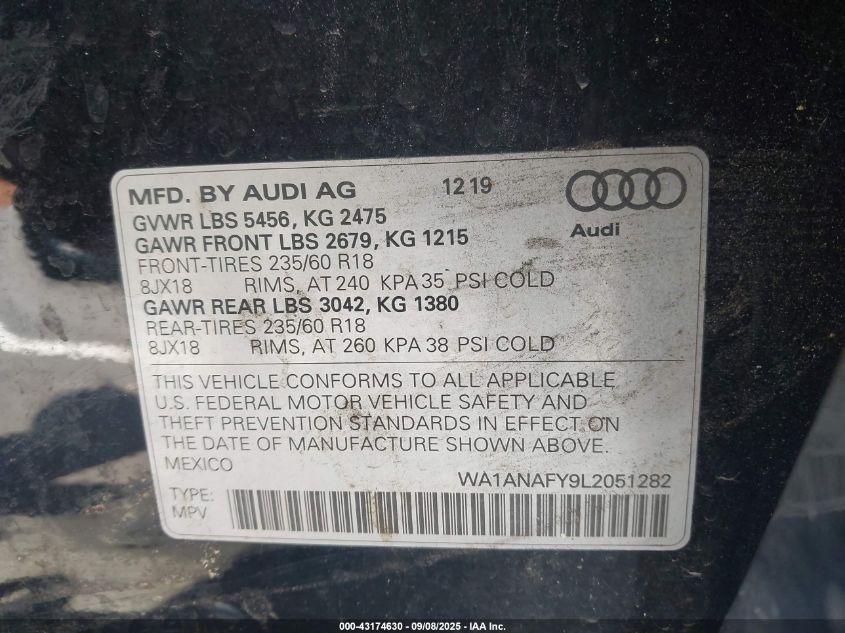 MFD. BY AUDI AG 12 19
GVWR LBS 5456, KG 2475
GAWR FRONT LBS 2679, KG 1215
Audi
FRONT-TIRES 235/60 R18
8JX18 RIMS, AT 240 KPA 35 PSI COLD
GAWR REAR LBS 3042, KG 1380
REAR-TIRES 235/60 R18
8JX18 RIMS, AT 260 KPA 38 PSI COLD
THIS VEHICLE CONFORMS TO ALL APPLICABLE
U.S. FEDERAL MOTOR VEHICLE SAFETY AND
THEFT PREVENTION STANDARDS IN EFFECT ON
THE DATE OF MANUFACTURE SHOWN ABOVE.
MEXICO
WA1ANAFY9L2051282
TYPE:
MPV
000-43174630 - 09/08/2025 - IAA Inc.